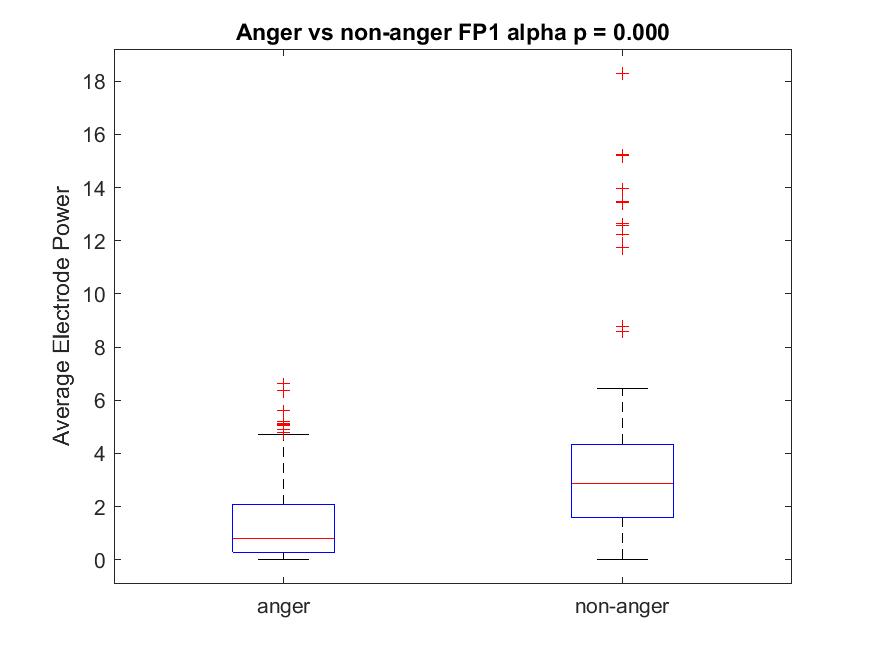 Anger vs non-anger FP1 alpha p = 0.000
18
16
14
12
10
8
6
4
2
0
Average Electrode Power
anger
non-anger